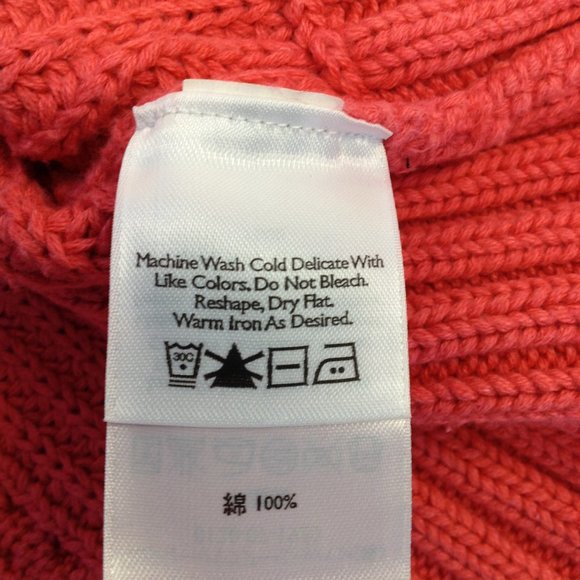 Machine Wash Cold Delicate With
Like Colors. Do Not Bleach.
Reshape, Dry Flat.
Warm Iron As Desired.
30C
綿 100%